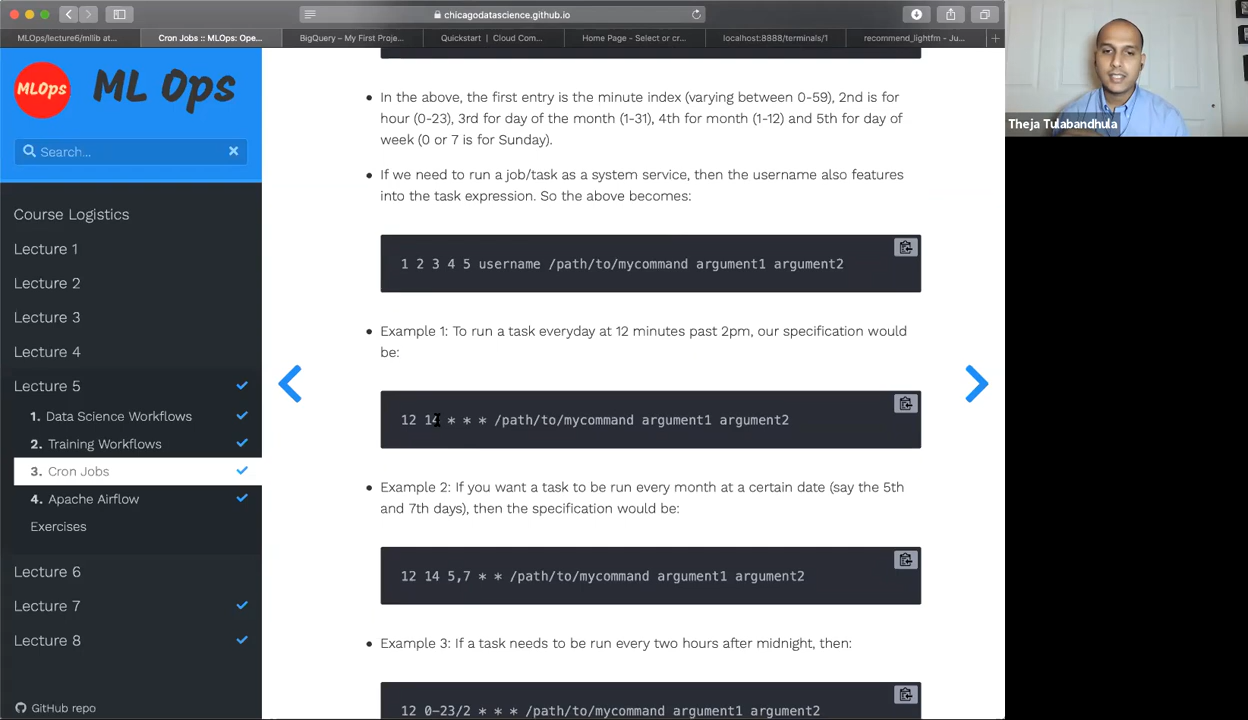 chicagodatascience.github.io
MLOps/lecture6/mllib at...
Cron Jobs :: MLOps: Ope...
BigQuery – My First Proje...
Quickstart | Cloud Com...
Home Page - Select or cr...
localhost:8888/terminals/1
recommend_lightfm - Ju...
MLOps
ML Ops
Search...
Course Logistics
Lecture 1
Lecture 2
Lecture 3
Lecture 4
Lecture 5
1. Data Science Workflows
2. Training Workflows
3. Cron Jobs
4. Apache Airflow
Exercises
Lecture 6
Lecture 7
Lecture 8
GitHub repo
In the above, the first entry is the minute index (varying between 0-59), 2nd is for
hour (0-23), 3rd for day of the month (1-31), 4th for month (1-12) and 5th for day of
week (0 or 7 is for Sunday).
If we need to run a job/task as a system service, then the username also features
into the task expression. So the above becomes:
1 2 3 4 5 username /path/to/mycommand argument1 argument2
Example 1: To run a task everyday at 12 minutes past 2pm, our specification would
be:
12 14 * * * /path/to/mycommand argument1 argument2
Example 2: If you want a task to be run every month at a certain date (say the 5th
and 7th days), then the specification would be:
12 14 5,7 * * /path/to/mycommand argument1 argument2
Example 3: If a task needs to be run every two hours after midnight, then:
12 0-23/2 * * * /path/to/mycommand argument1 argument2
Theja Tulabandhula